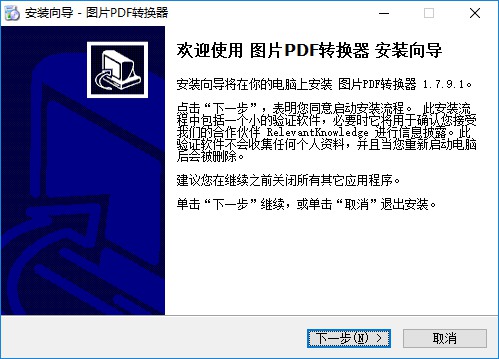 安装向导 - 图片PDF转换器
欢迎使用 图片PDF转换器 安装向导
安装向导将在你的电脑上安装 图片PDF转换器 1.7.9.1。
点击“下一步”，表明您同意启动安装流程。 此安装流
程中包括一个小的验证软件，必要时它将用于确认您接受
我们的合作伙伴 RelevantKnowledge 进行信息披露。此
验证软件不会收集任何个人资料，并且当您重新启动电脑
后会被删除。
建议您在继续之前关闭所有其它应用程序。
单击“下一步”继续，或单击“取消”退出安装。
下一步(N) >
取消